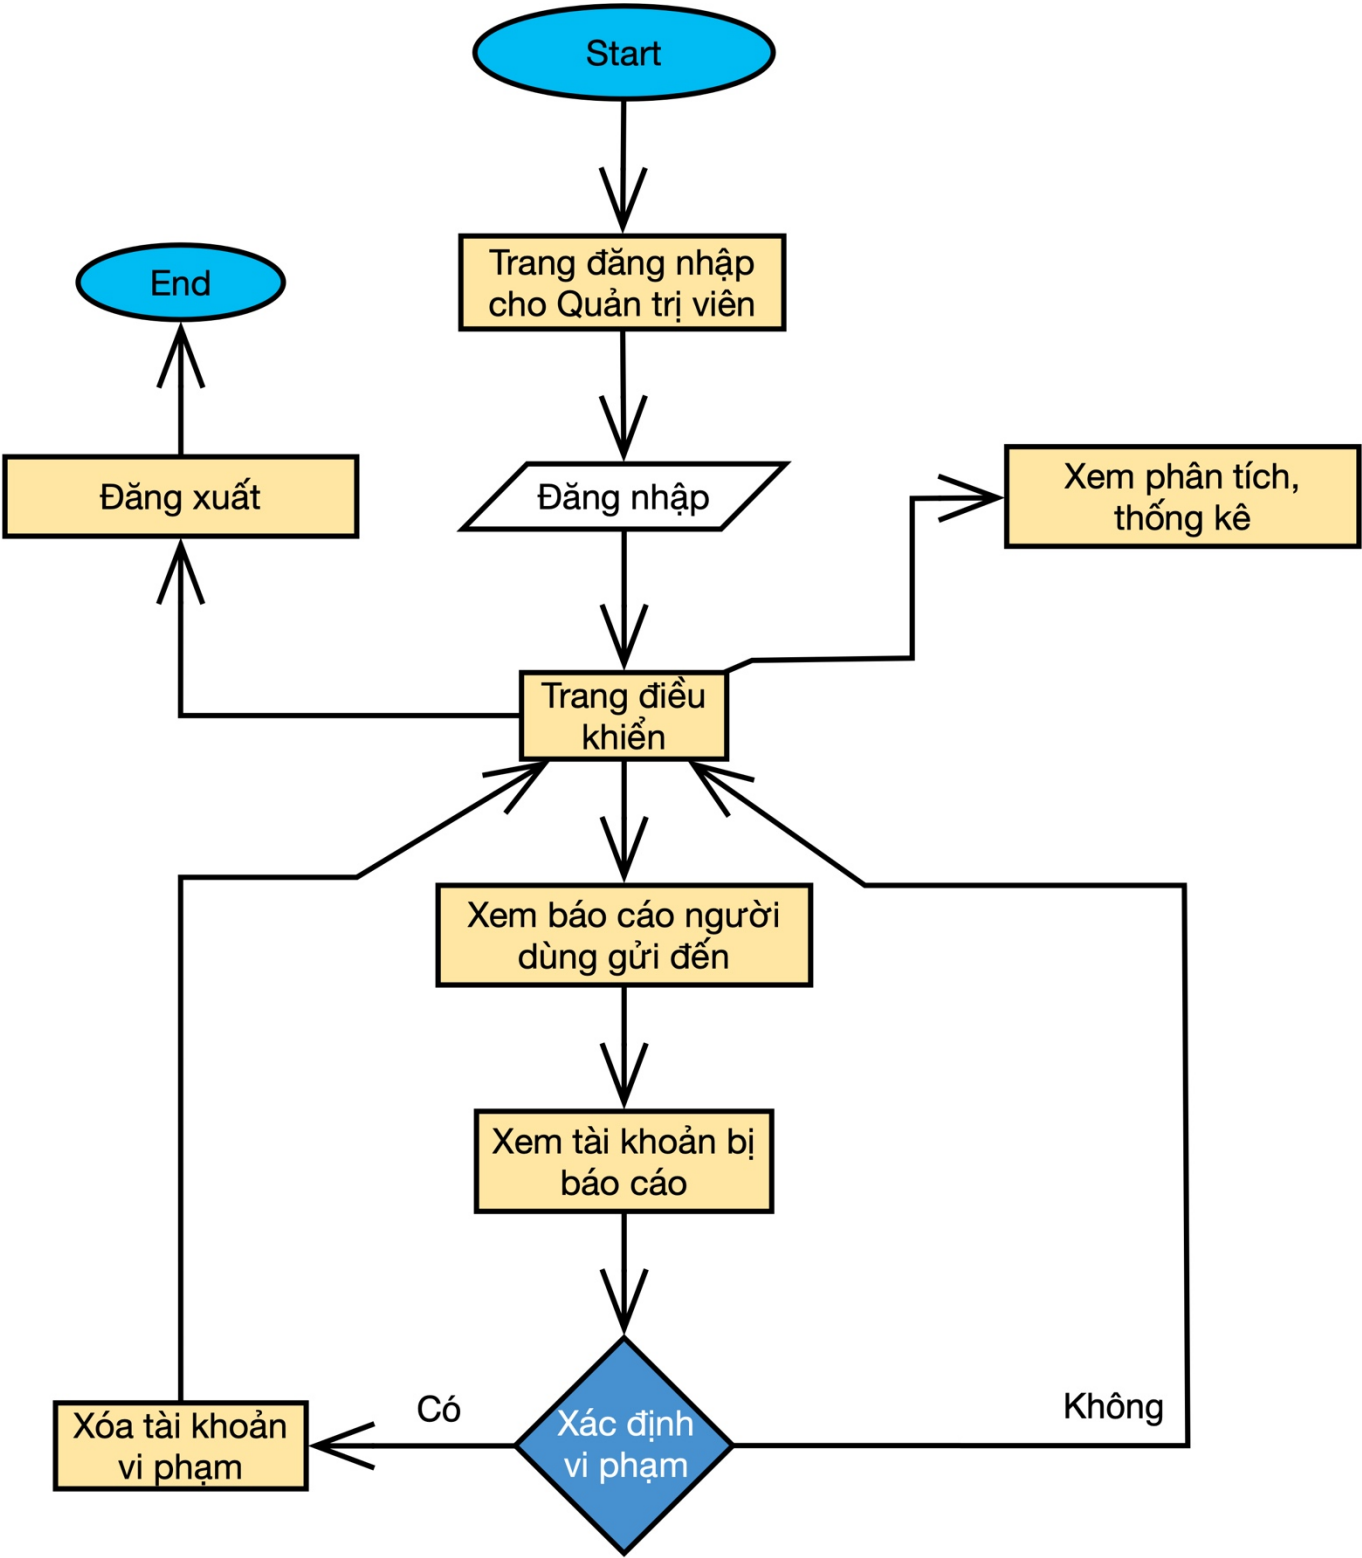 Start
Trang đăng nhập
cho Quản trị viên
End
Đăng xuất
Đăng nhập
Xem phân tích,
thống kê
Trang điều
khiển
Xem báo cáo người
dùng gửi đến
Xem tài khoản bị
báo cáo
Có
Không
Xác định
vi phạm
Xóa tài khoản
vi phạm